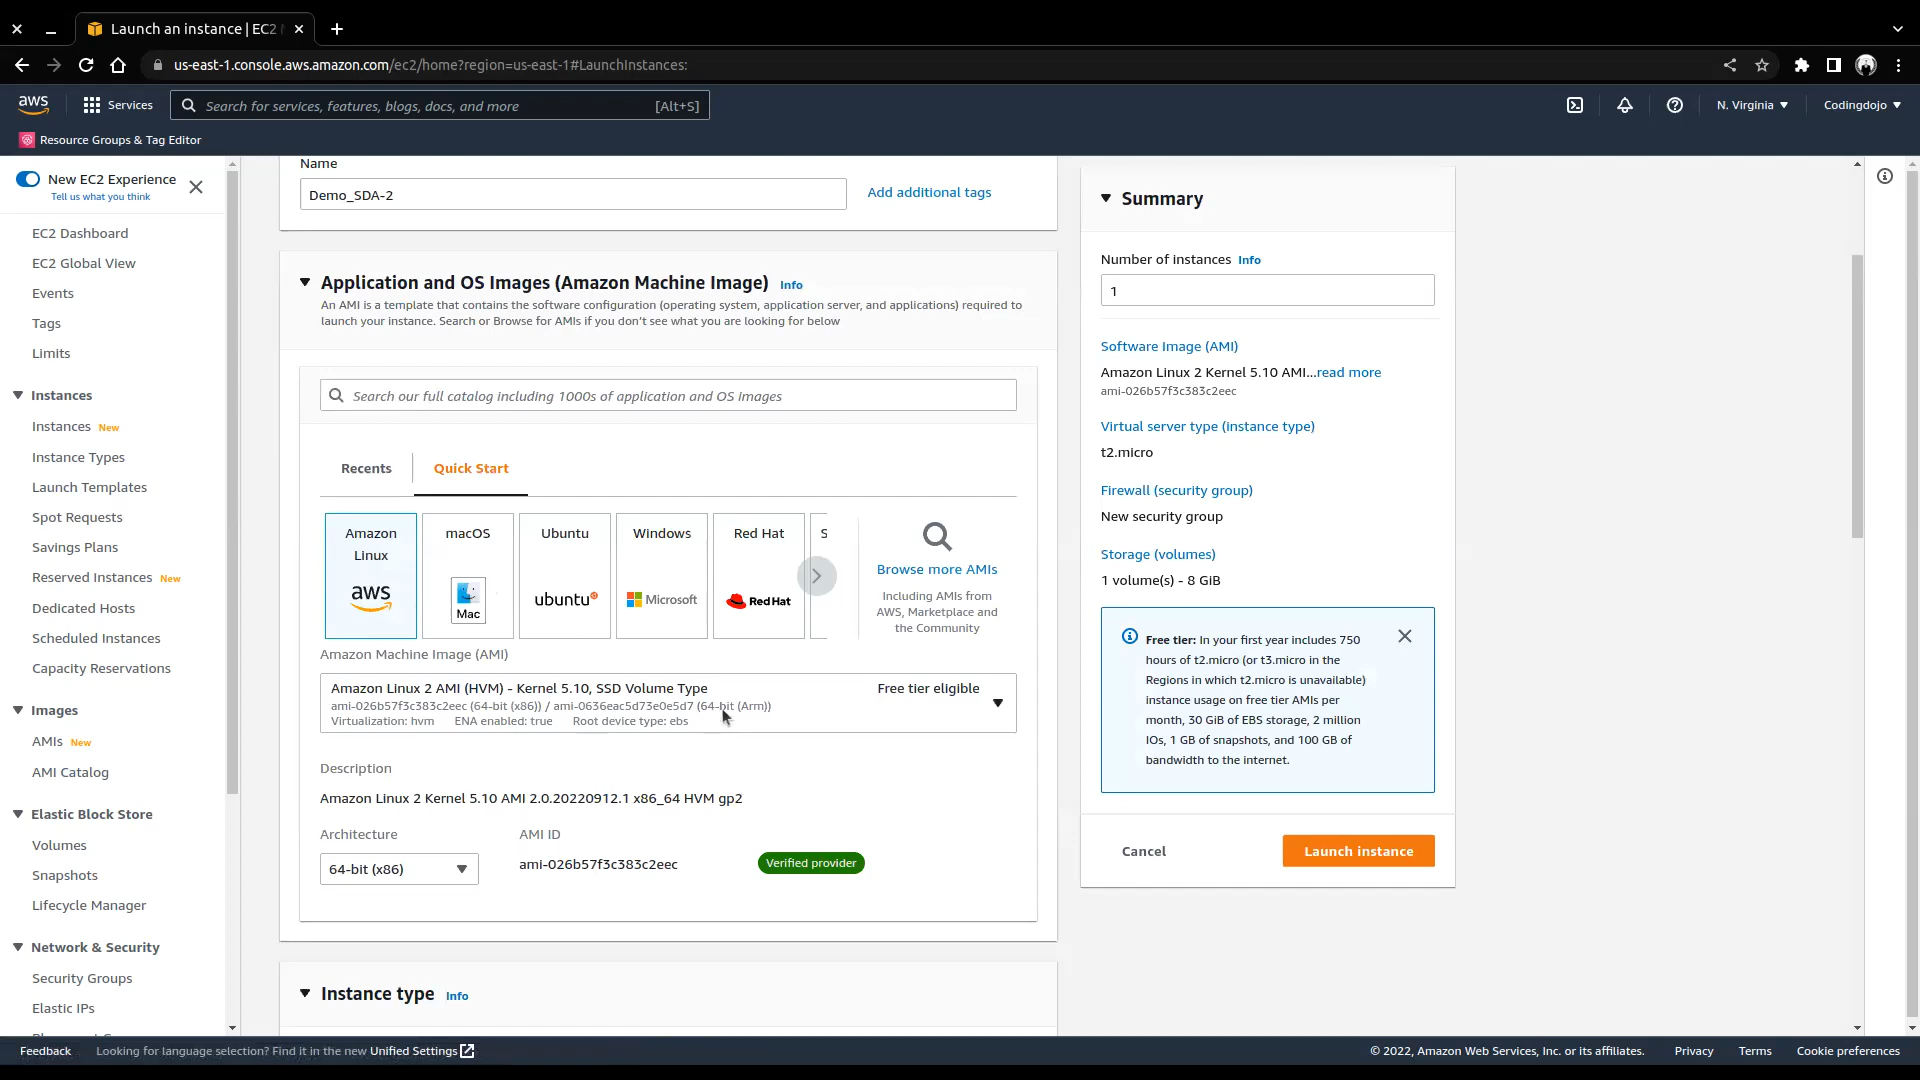 Launch an instance | EC2
us-east-1.console.aws.amazon.com/ec2/home?region=us-east-1#LaunchInstances:
aws
Services
Search for services, features, blogs, docs, and more
[Alt+S]
N. Virginia
Codingdojo
Resource Groups & Tag Editor
New EC2 Experience
Tell us what you think
EC2 Dashboard
EC2 Global View
Events
Tags
Limits
Instances
Instances New
Instance Types
Launch Templates
Spot Requests
Savings Plans
Reserved Instances New
Dedicated Hosts
Scheduled Instances
Capacity Reservations
Images
AMIs New
AMI Catalog
Elastic Block Store
Volumes
Snapshots
Lifecycle Manager
Network & Security
Security Groups
Elastic IPs
Name
Demo_SDA-2
Add additional tags
Application and OS Images (Amazon Machine Image) Info
An AMI is a template that contains the software configuration (operating system, application server, and applications) required to
launch your instance. Search or Browse for AMIs if you don't see what you are looking for below
Search our full catalog including 1000s of application and OS images
Recents
Quick Start
Amazon
Linux
aws
macOS
Mac
Ubuntu
ubuntu
Windows
Microsoft
Red Hat
Red Hat
S
Browse more AMIs
Including AMIs from
AWS, Marketplace and
the Community
Amazon Machine Image (AMI)
Amazon Linux 2 AMI (HVM) - Kernel 5.10, SSD Volume Type
Free tier eligible
ami-026b57f3c383c2eec (64-bit (x86)) / ami-0636eac5d73e0e5d7 (64-bit (Arm))
Virtualization: hvm ENA enabled: true Root device type: ebs
Description
Amazon Linux 2 Kernel 5.10 AMI 2.0.20220912.1 x86_64 HVM gp2
Architecture
AMI ID
64-bit (x86)
ami-026b57f3c383c2eec
Verified provider
Instance type Info
Summary
Number of instances Info
1
Software Image (AMI)
Amazon Linux 2 Kernel 5.10 AMI...read more
ami-026b57f3c383c2eec
Virtual server type (instance type)
t2.micro
Firewall (security group)
New security group
Storage (volumes)
1 volume(s) - 8 GiB
Free tier: In your first year includes 750
hours of t2.micro (or t3.micro in the
Regions in which t2.micro is unavailable)
instance usage on free tier AMIs per
month, 30 GiB of EBS storage, 2 million
IOs, 1 GB of snapshots, and 100 GB of
bandwidth to the internet.
Cancel
Launch instance
Feedback
Looking for language selection? Find it in the new Unified Settings
© 2022, Amazon Web Services, Inc. or its affiliates.
Privacy
Terms
Cookie preferences